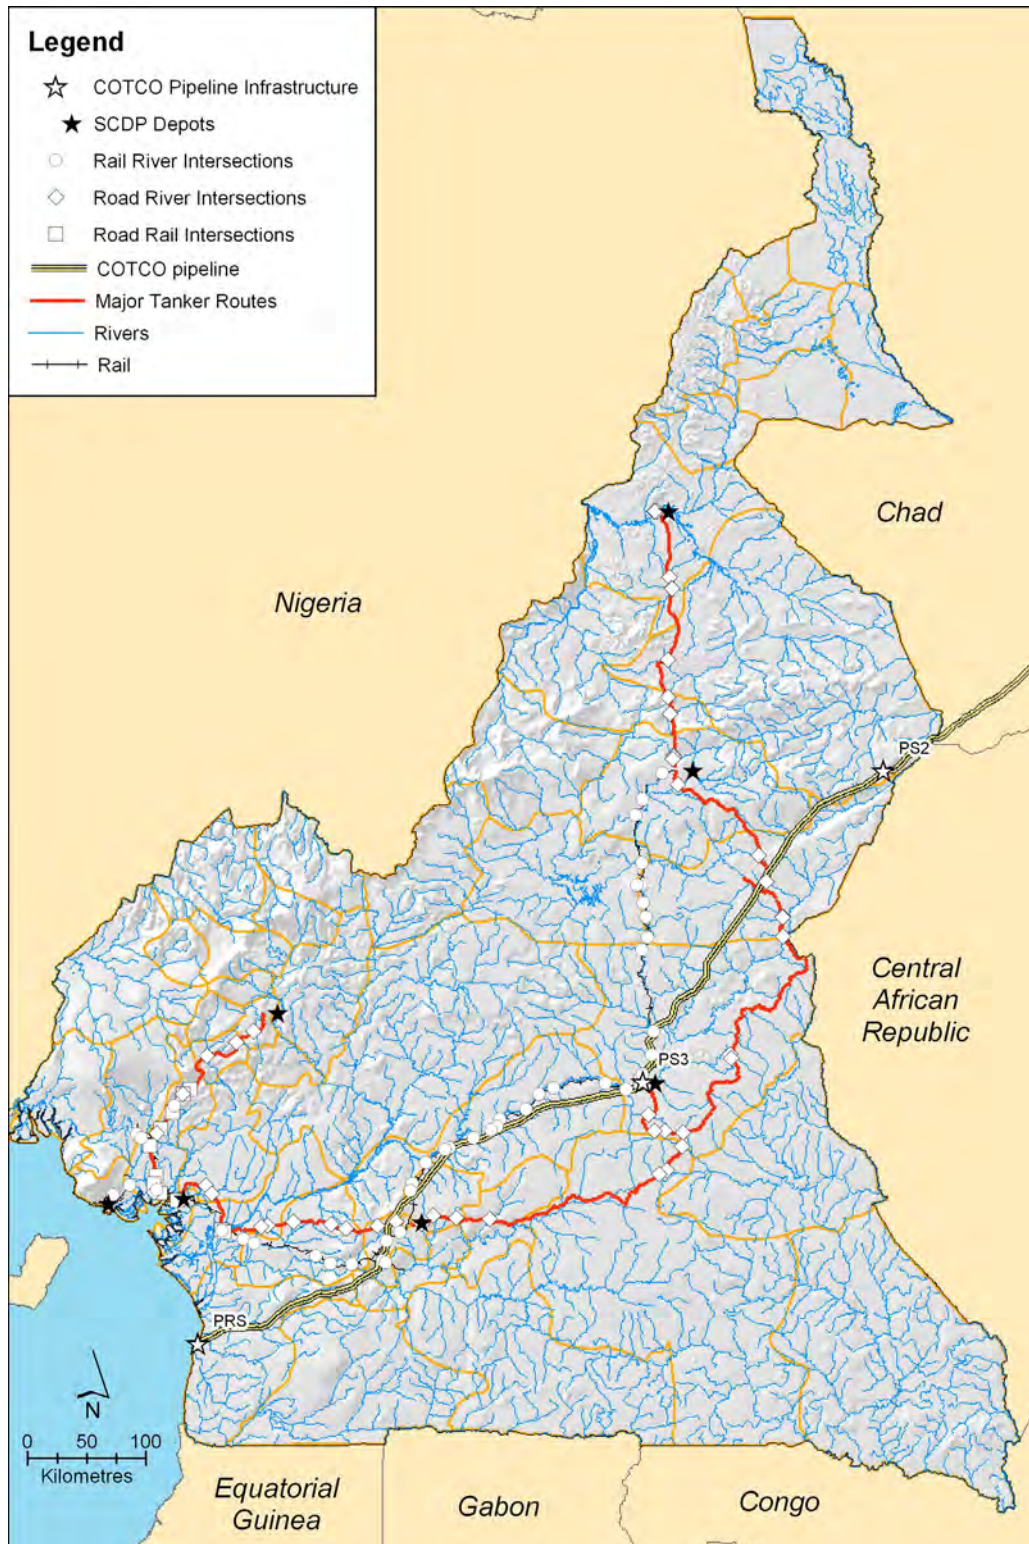 Legend
COTCO Pipeline Infrastructure
SCDP Depots
Rail River Intersections
Road River Intersections
Road Rail Intersections
COTCO pipeline
Major Tanker Routes
Rivers
Rail
Chad
Nigeria
PS2
Central
African
Republic
PS3
PRS
N
0 50 100
Kilometres
Equatorial
Guinea
Gabon
Congo